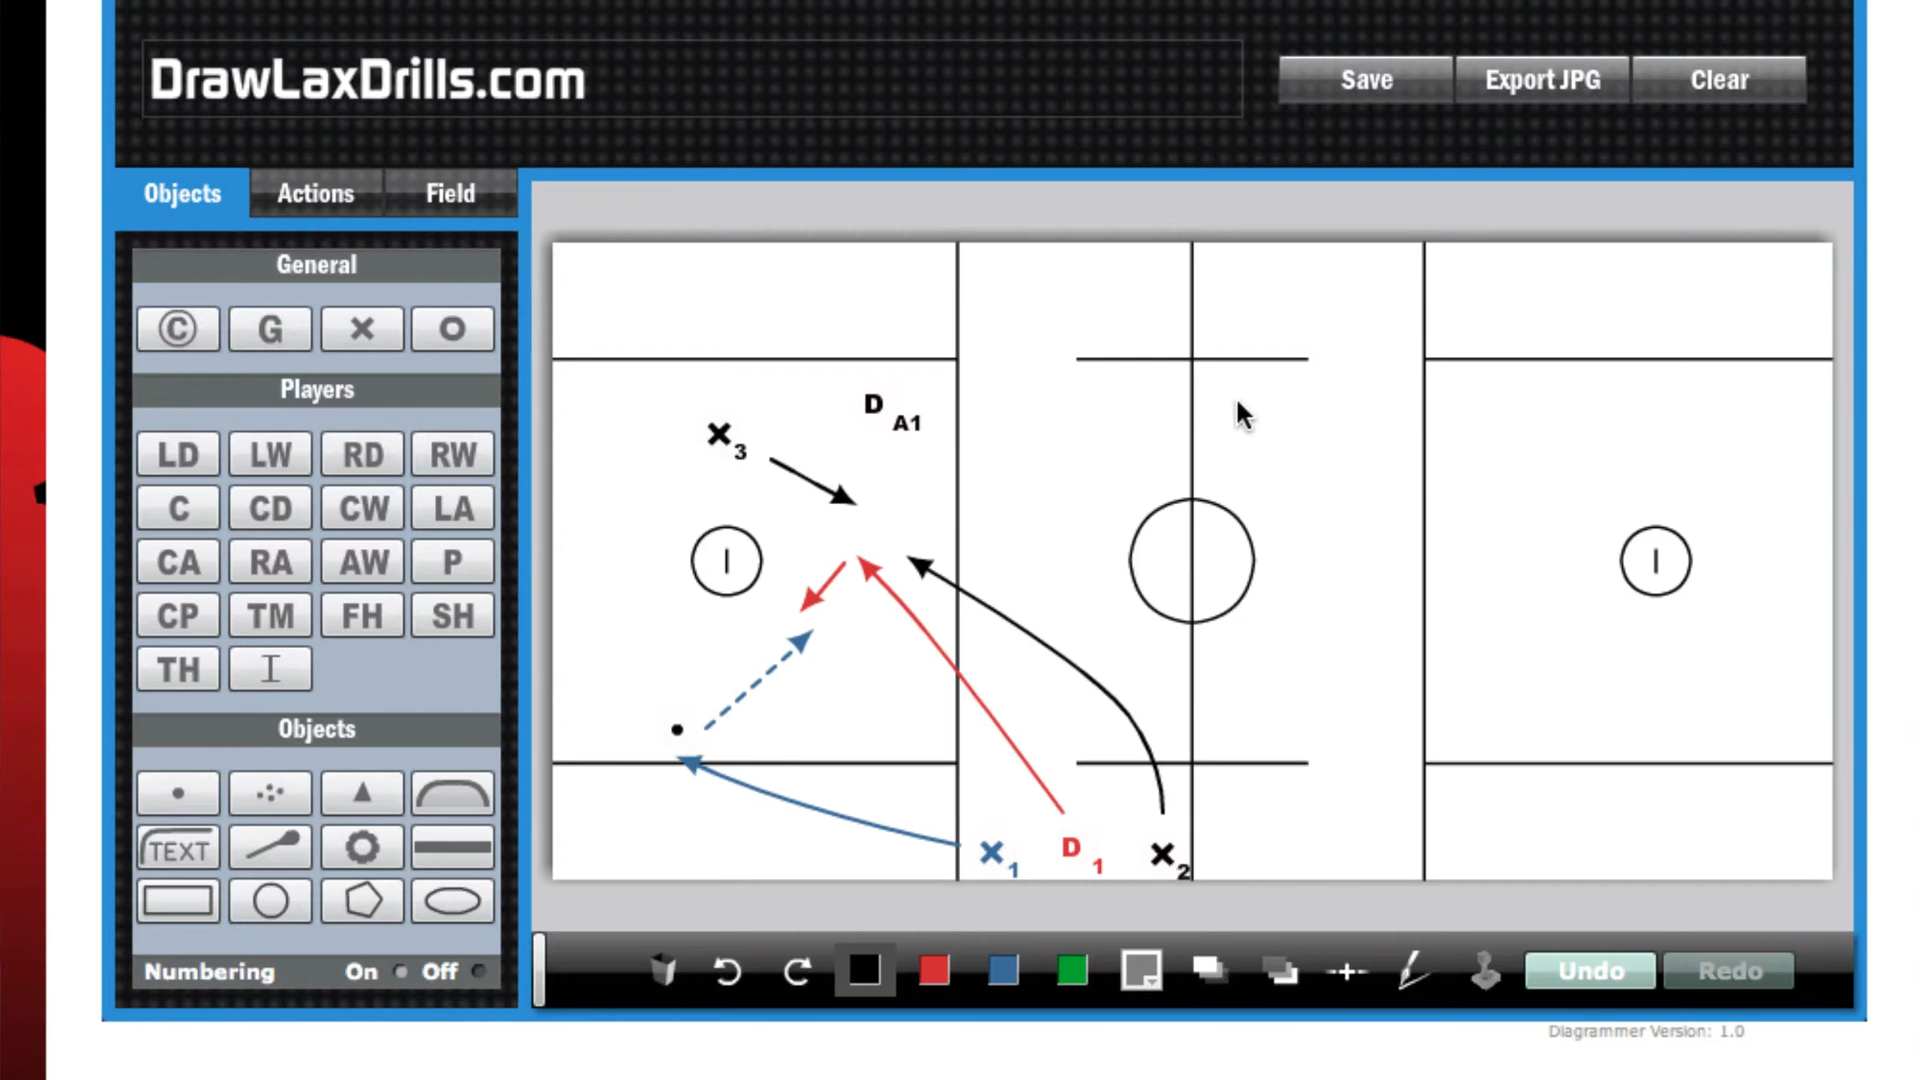 DrawLaxDrills.com
Save
Export JPG
Clear
Objects
Actions
Field
General
© G × O
Players
LD LW RD RW
C CD CW LA
CA RA AW P
CP TM FH SH
TH I
Objects
TEXT
Numbering On Off
D A1
× 3
× 1
D 1
× 2
Undo
Redo
Diagrammer Version: 1.0